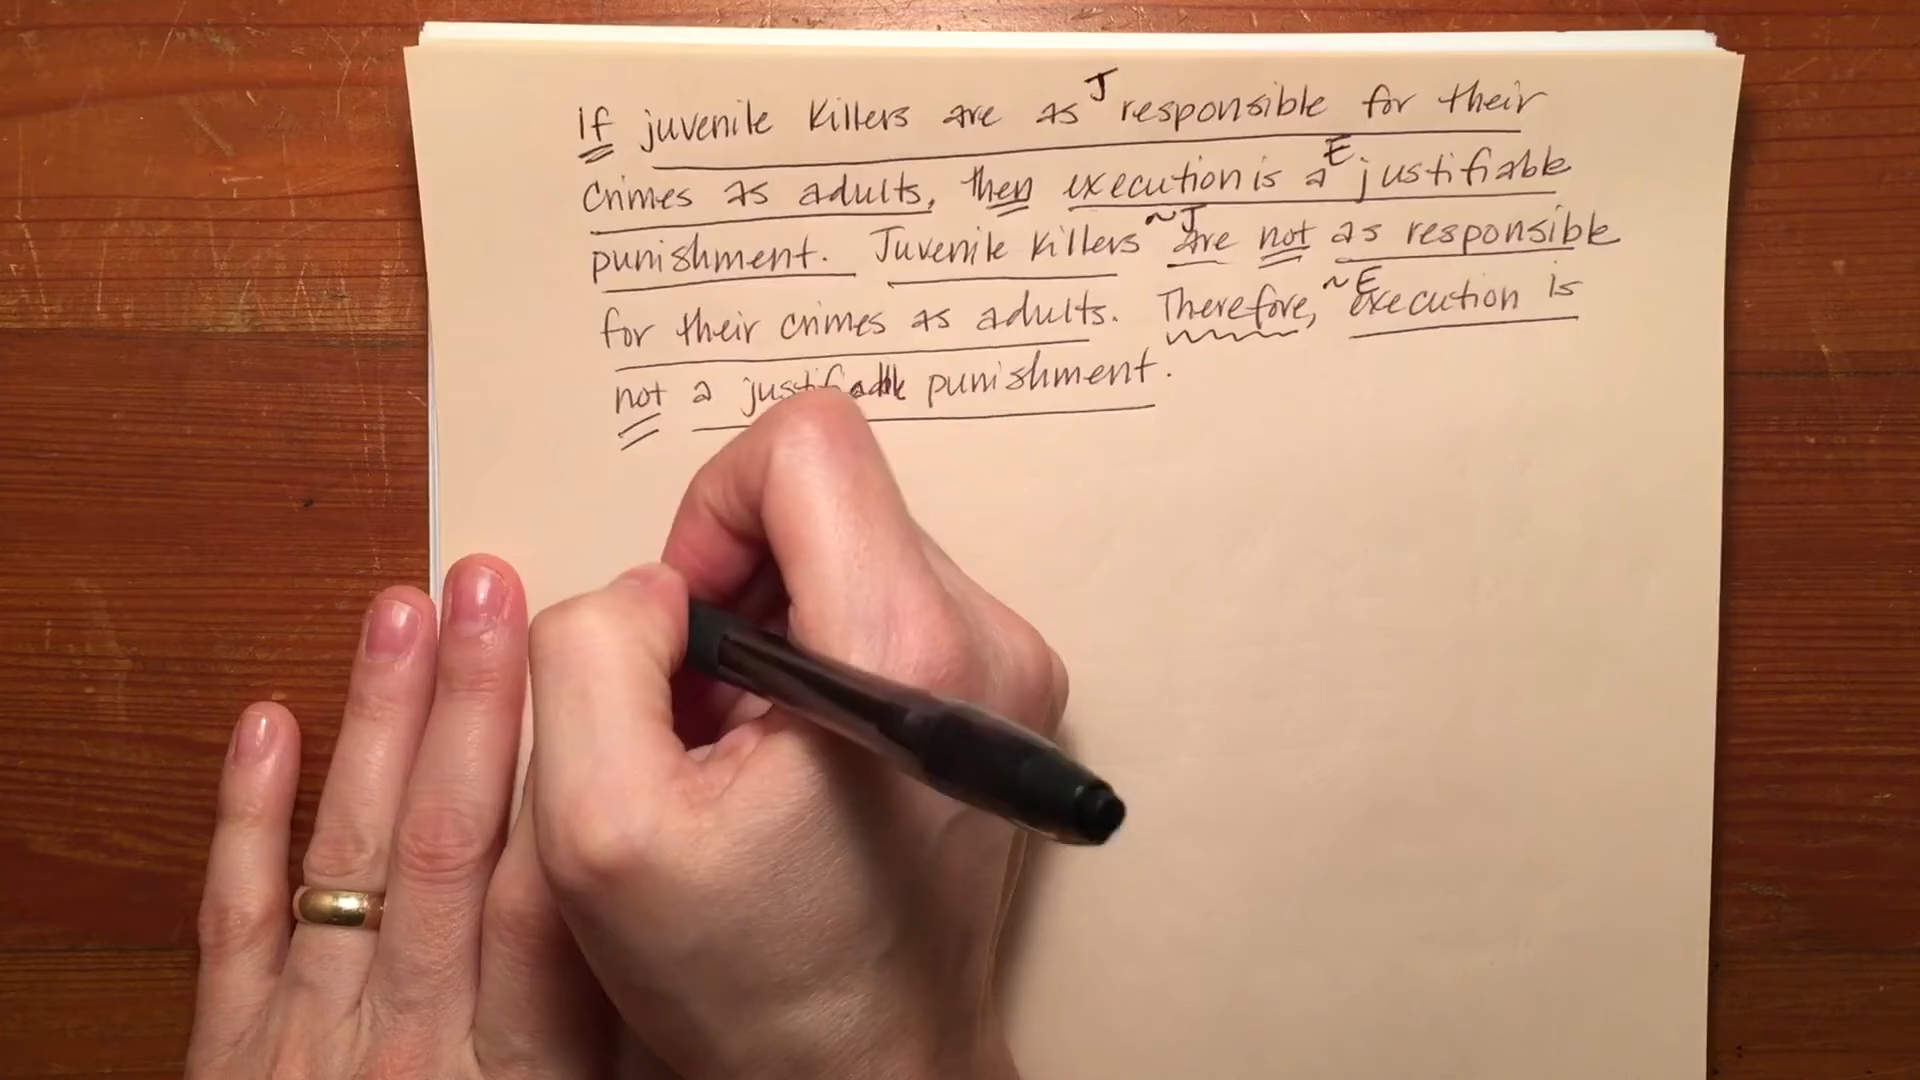 If juvenile killers are as responsible for their
J
crimes as adults, then execution is a justifiable
E
punishment. Juvenile killers are not as responsible
~J
for their crimes as adults. Therefore, execution is
~E
not a punishment.